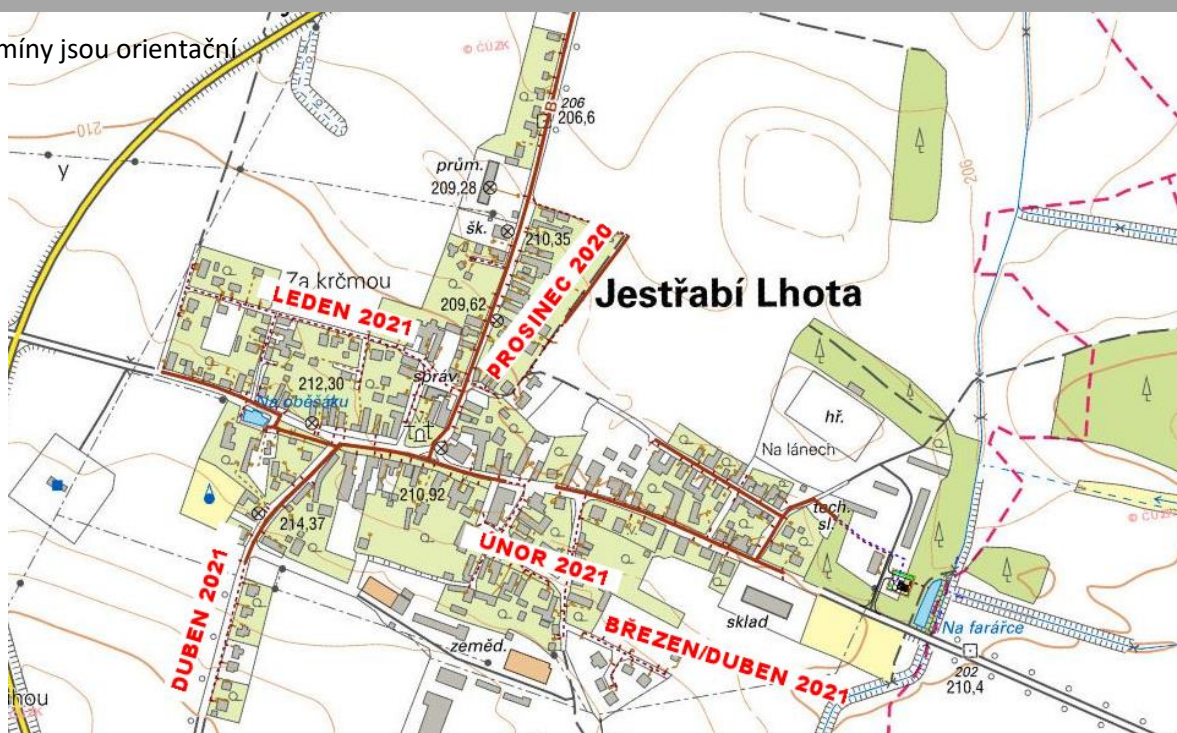 míny jsou orientační
© ČÚZK
206
206,6
210
y
prům.
209,28
šk.
210,35
206
PROSINEC 2020
Za krčmou
LEDEN 2021
209,62
Jestřabí Lhota
správ
212,30
Na oběšáku
hř.
Na lánech
210,92
tech.
sl.
© ČÚZK
214,37
ÚNOR 2021
DUBEN 2021
sklad
Na farářce
BŘEZEN/DUBEN 2021
zeměd.
202
210,4
hou